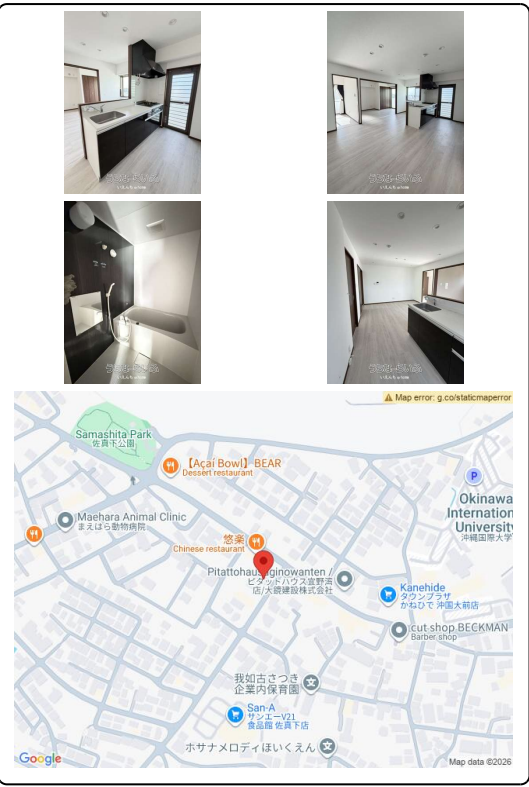 Map error: g.co/staticmaperror
Samashita Park
佐真下公園
【Açaí Bowl】BEAR
Dessert restaurant
P
Okinawa
Internation
University
沖縄国際大学
Maehara Animal Clinic
まえはら動物病院
悠楽
Chinese restaurant
Pitattohaus ginowanten /
ピタットハウス宜野湾
店/大鏡建設株式会社
Kanehide
タウンプラザ
かねひで 沖国大前店
cut shop BECKMAN
Barber shop
我如古さつき
企業内保育園
文
San-A
サンエーV21
食品館 佐真下店
ホサナメロディほいくえん
文
Google
Map data ©2026